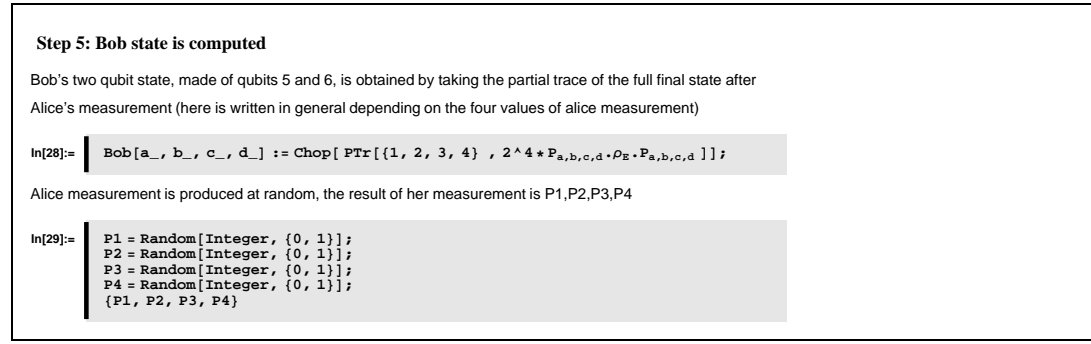 Step 5: Bob state is computed
Bob's two qubit state, made of qubits 5 and 6, is obtained by taking the partial trace of the full final state after
Alice's measurement (here is written in general depending on the four values of alice measurement)
In[28]:= Bob[a_, b_, c_, d_] := Chop[ PTr[{1, 2, 3, 4} , 2^4 * P_{a,b,c,d}.ρ_E.P_{a,b,c,d} ]];
Alice measurement is produced at random, the result of her measurement is P1,P2,P3,P4
In[29]:= P1 = Random[Integer, {0, 1}];
P2 = Random[Integer, {0, 1}];
P3 = Random[Integer, {0, 1}];
P4 = Random[Integer, {0, 1}];
{P1, P2, P3, P4}